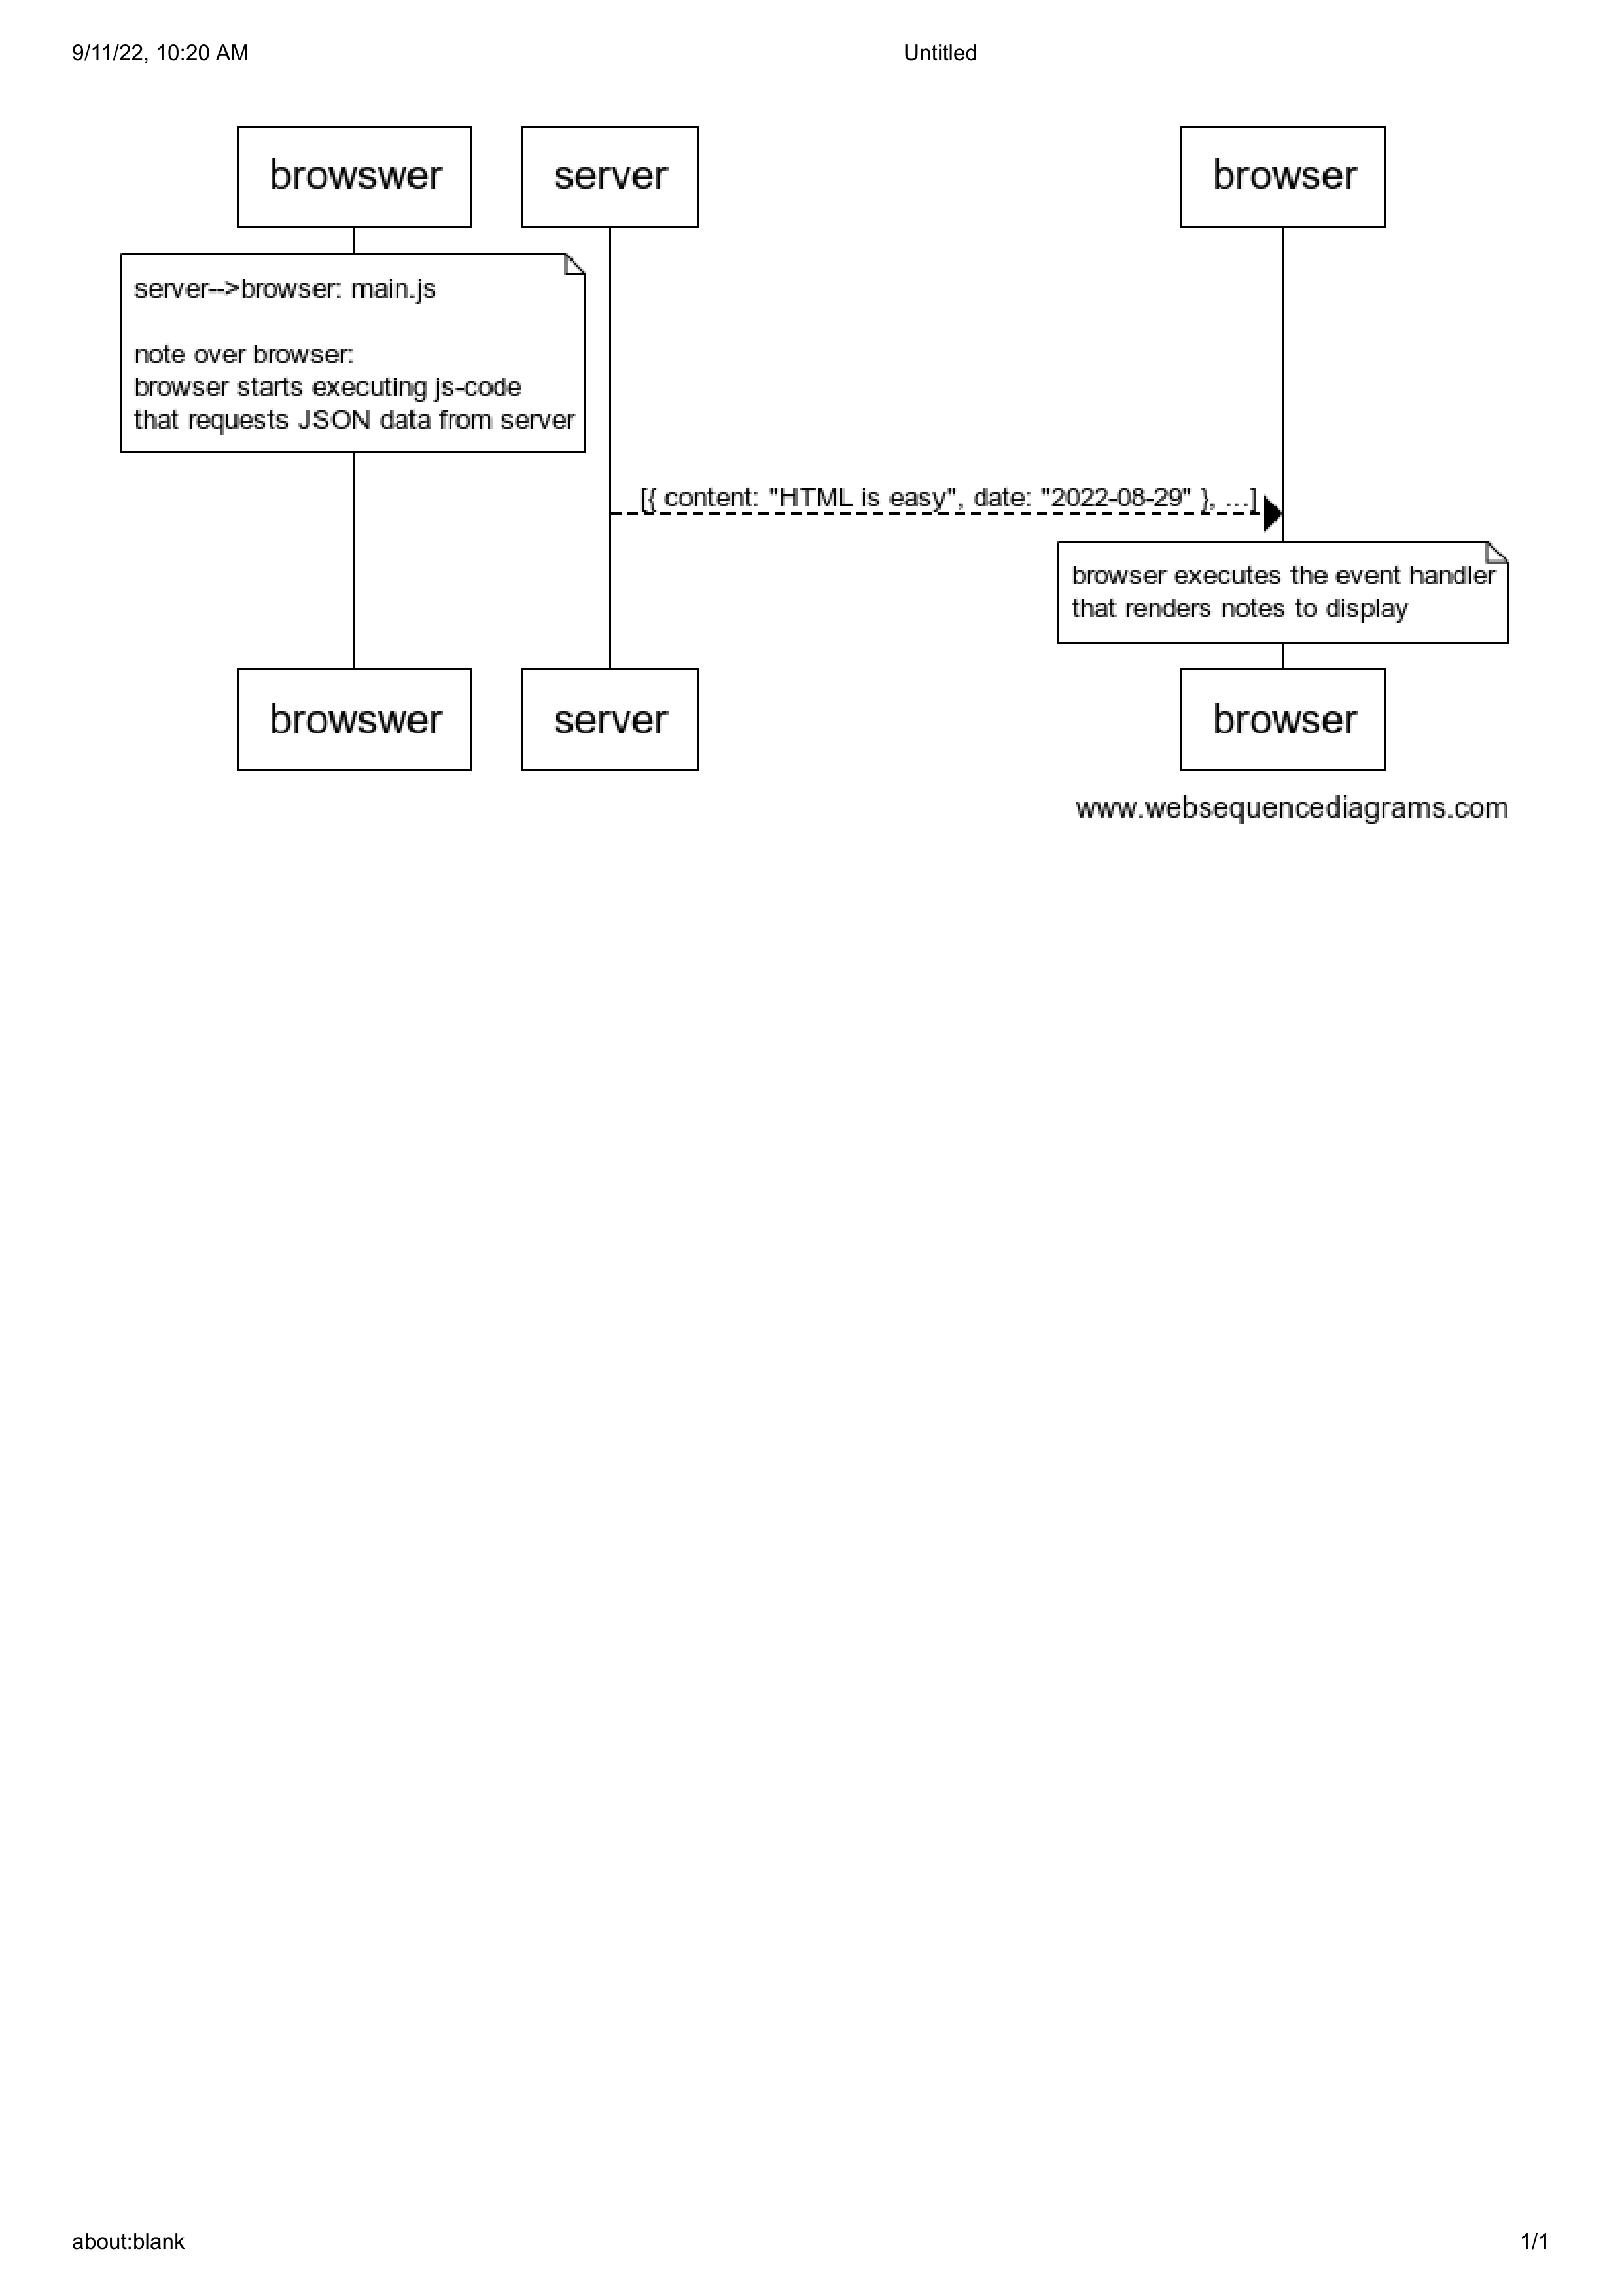 9/11/22, 10:20 AM
Untitled
browswer
server
browser
server-->browser: main.js
note over browser:
browser starts executing js-code
that requests JSON data from server
[{ content: "HTML is easy", date: "2022-08-29" }, ...]
browser executes the event handler
that renders notes to display
browswer
server
browser
www.websequencediagrams.com
about:blank
1/1